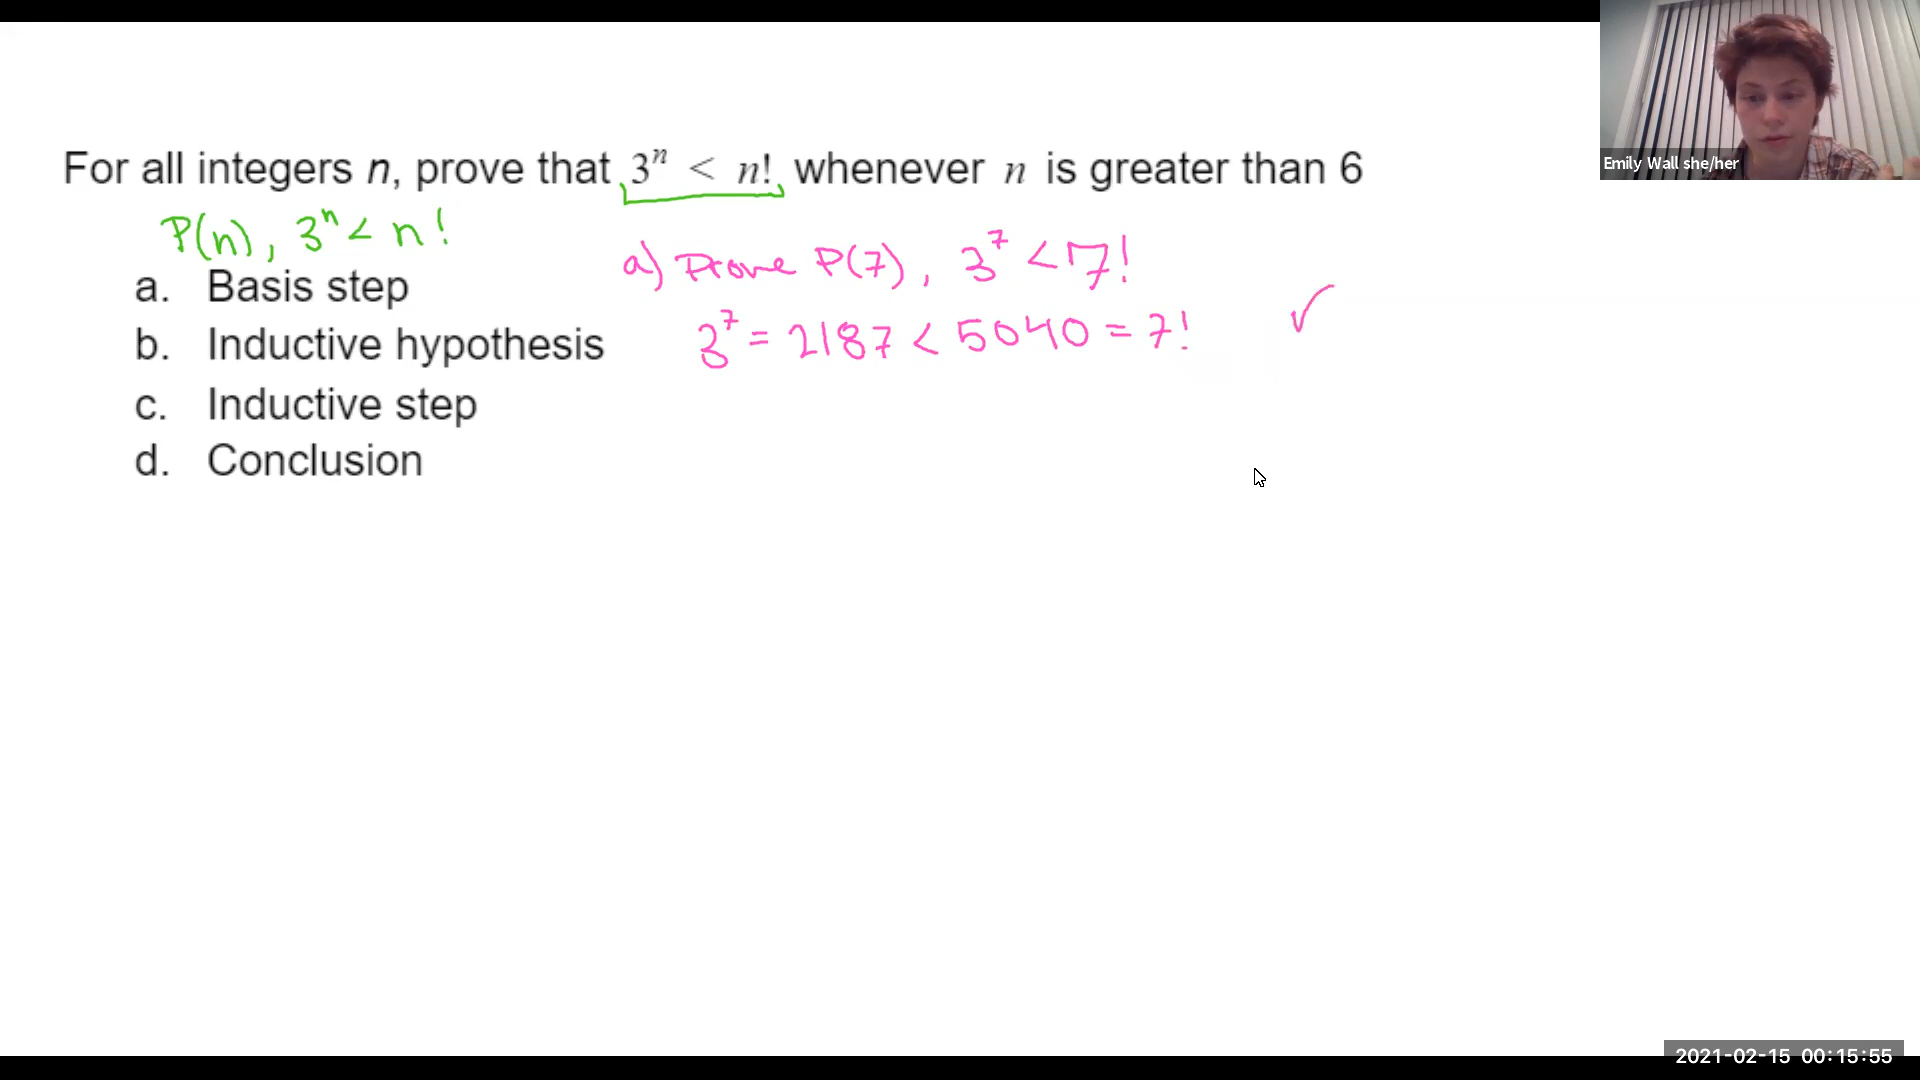 For all integers n, prove that 3ⁿ < n! whenever n is greater than 6
P(n), 3ⁿ < n!
a. Basis step
b. Inductive hypothesis
c. Inductive step
d. Conclusion
a) Prove P(7), 3⁷ < 7!
3⁷ = 2187 < 5040 = 7! ✓
Emily Wall she/her
2021-02-15 00:15:55